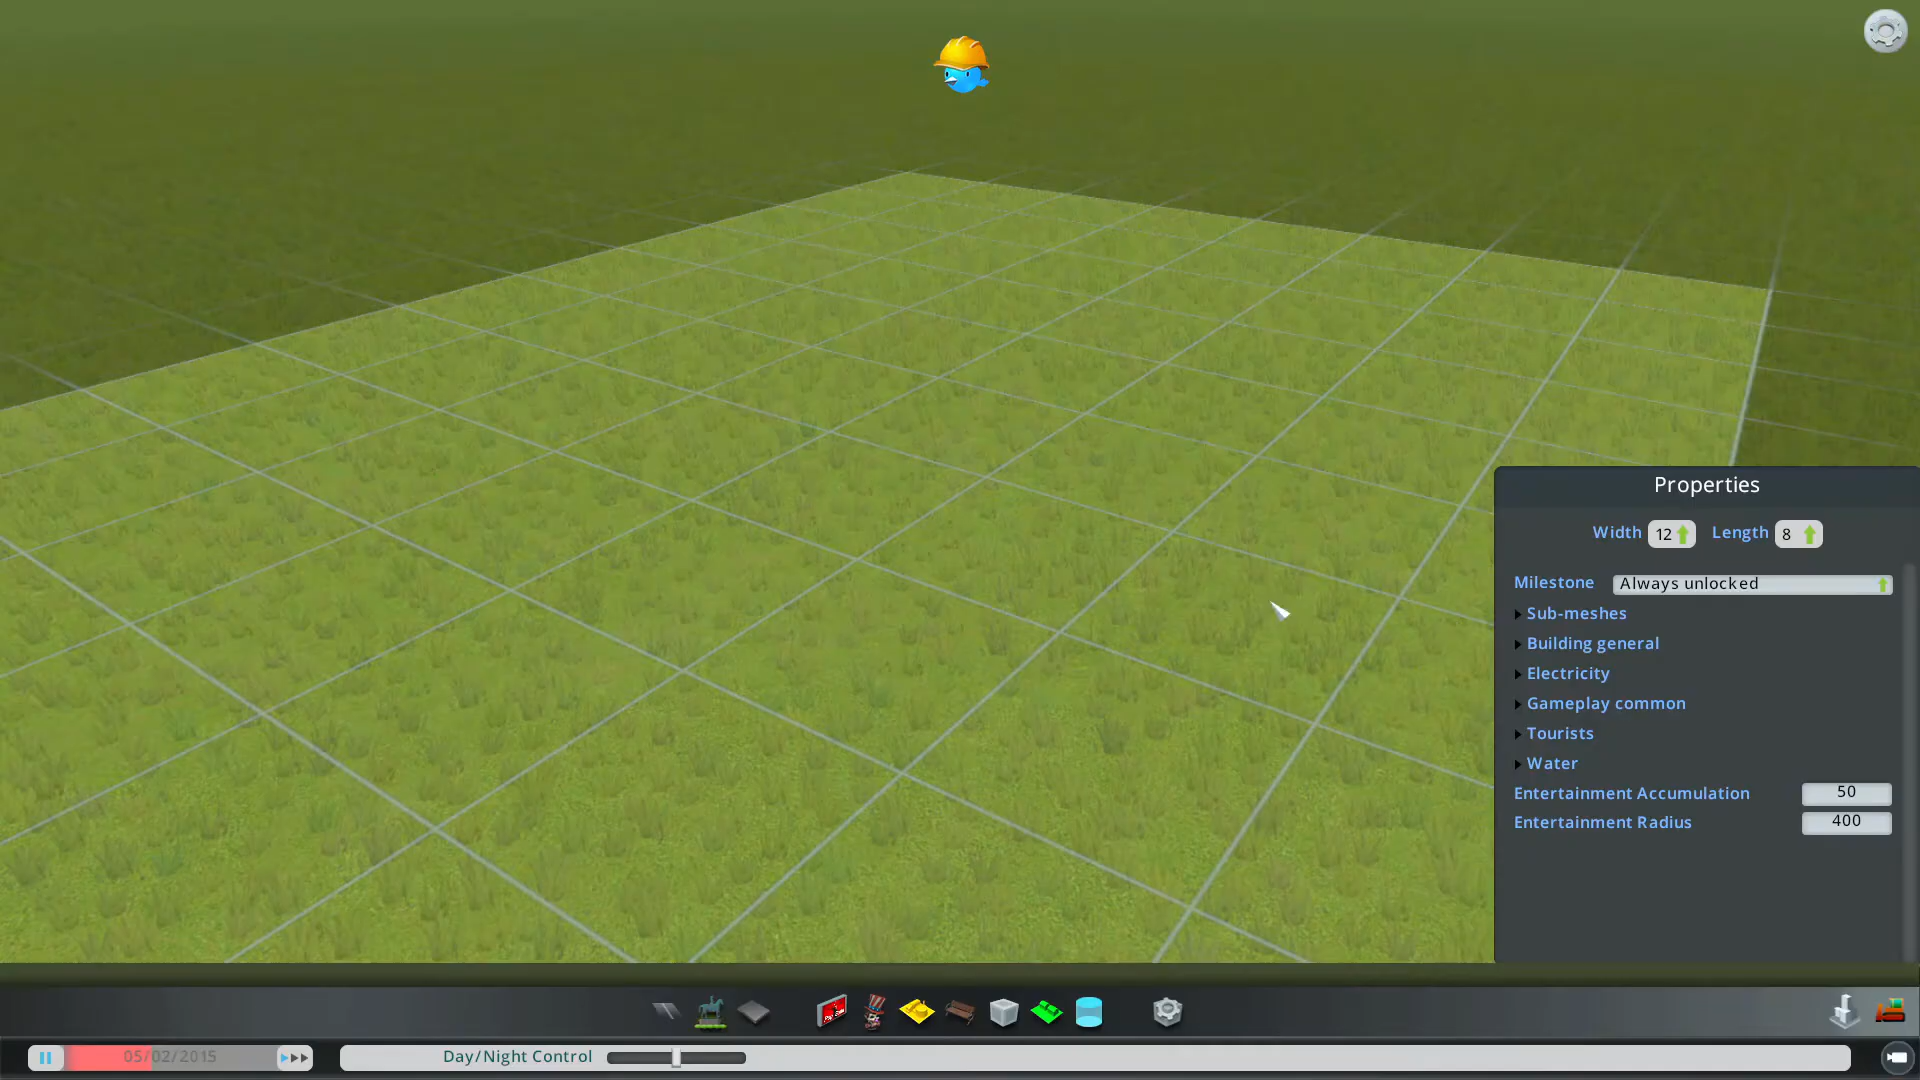 Properties
Width 12 Length 8
Milestone Always unlocked
Sub-meshes
Building general
Electricity
Gameplay common
Tourists
Water
Entertainment Accumulation 50
Entertainment Radius 400
05/02/2015
Day/Night Control